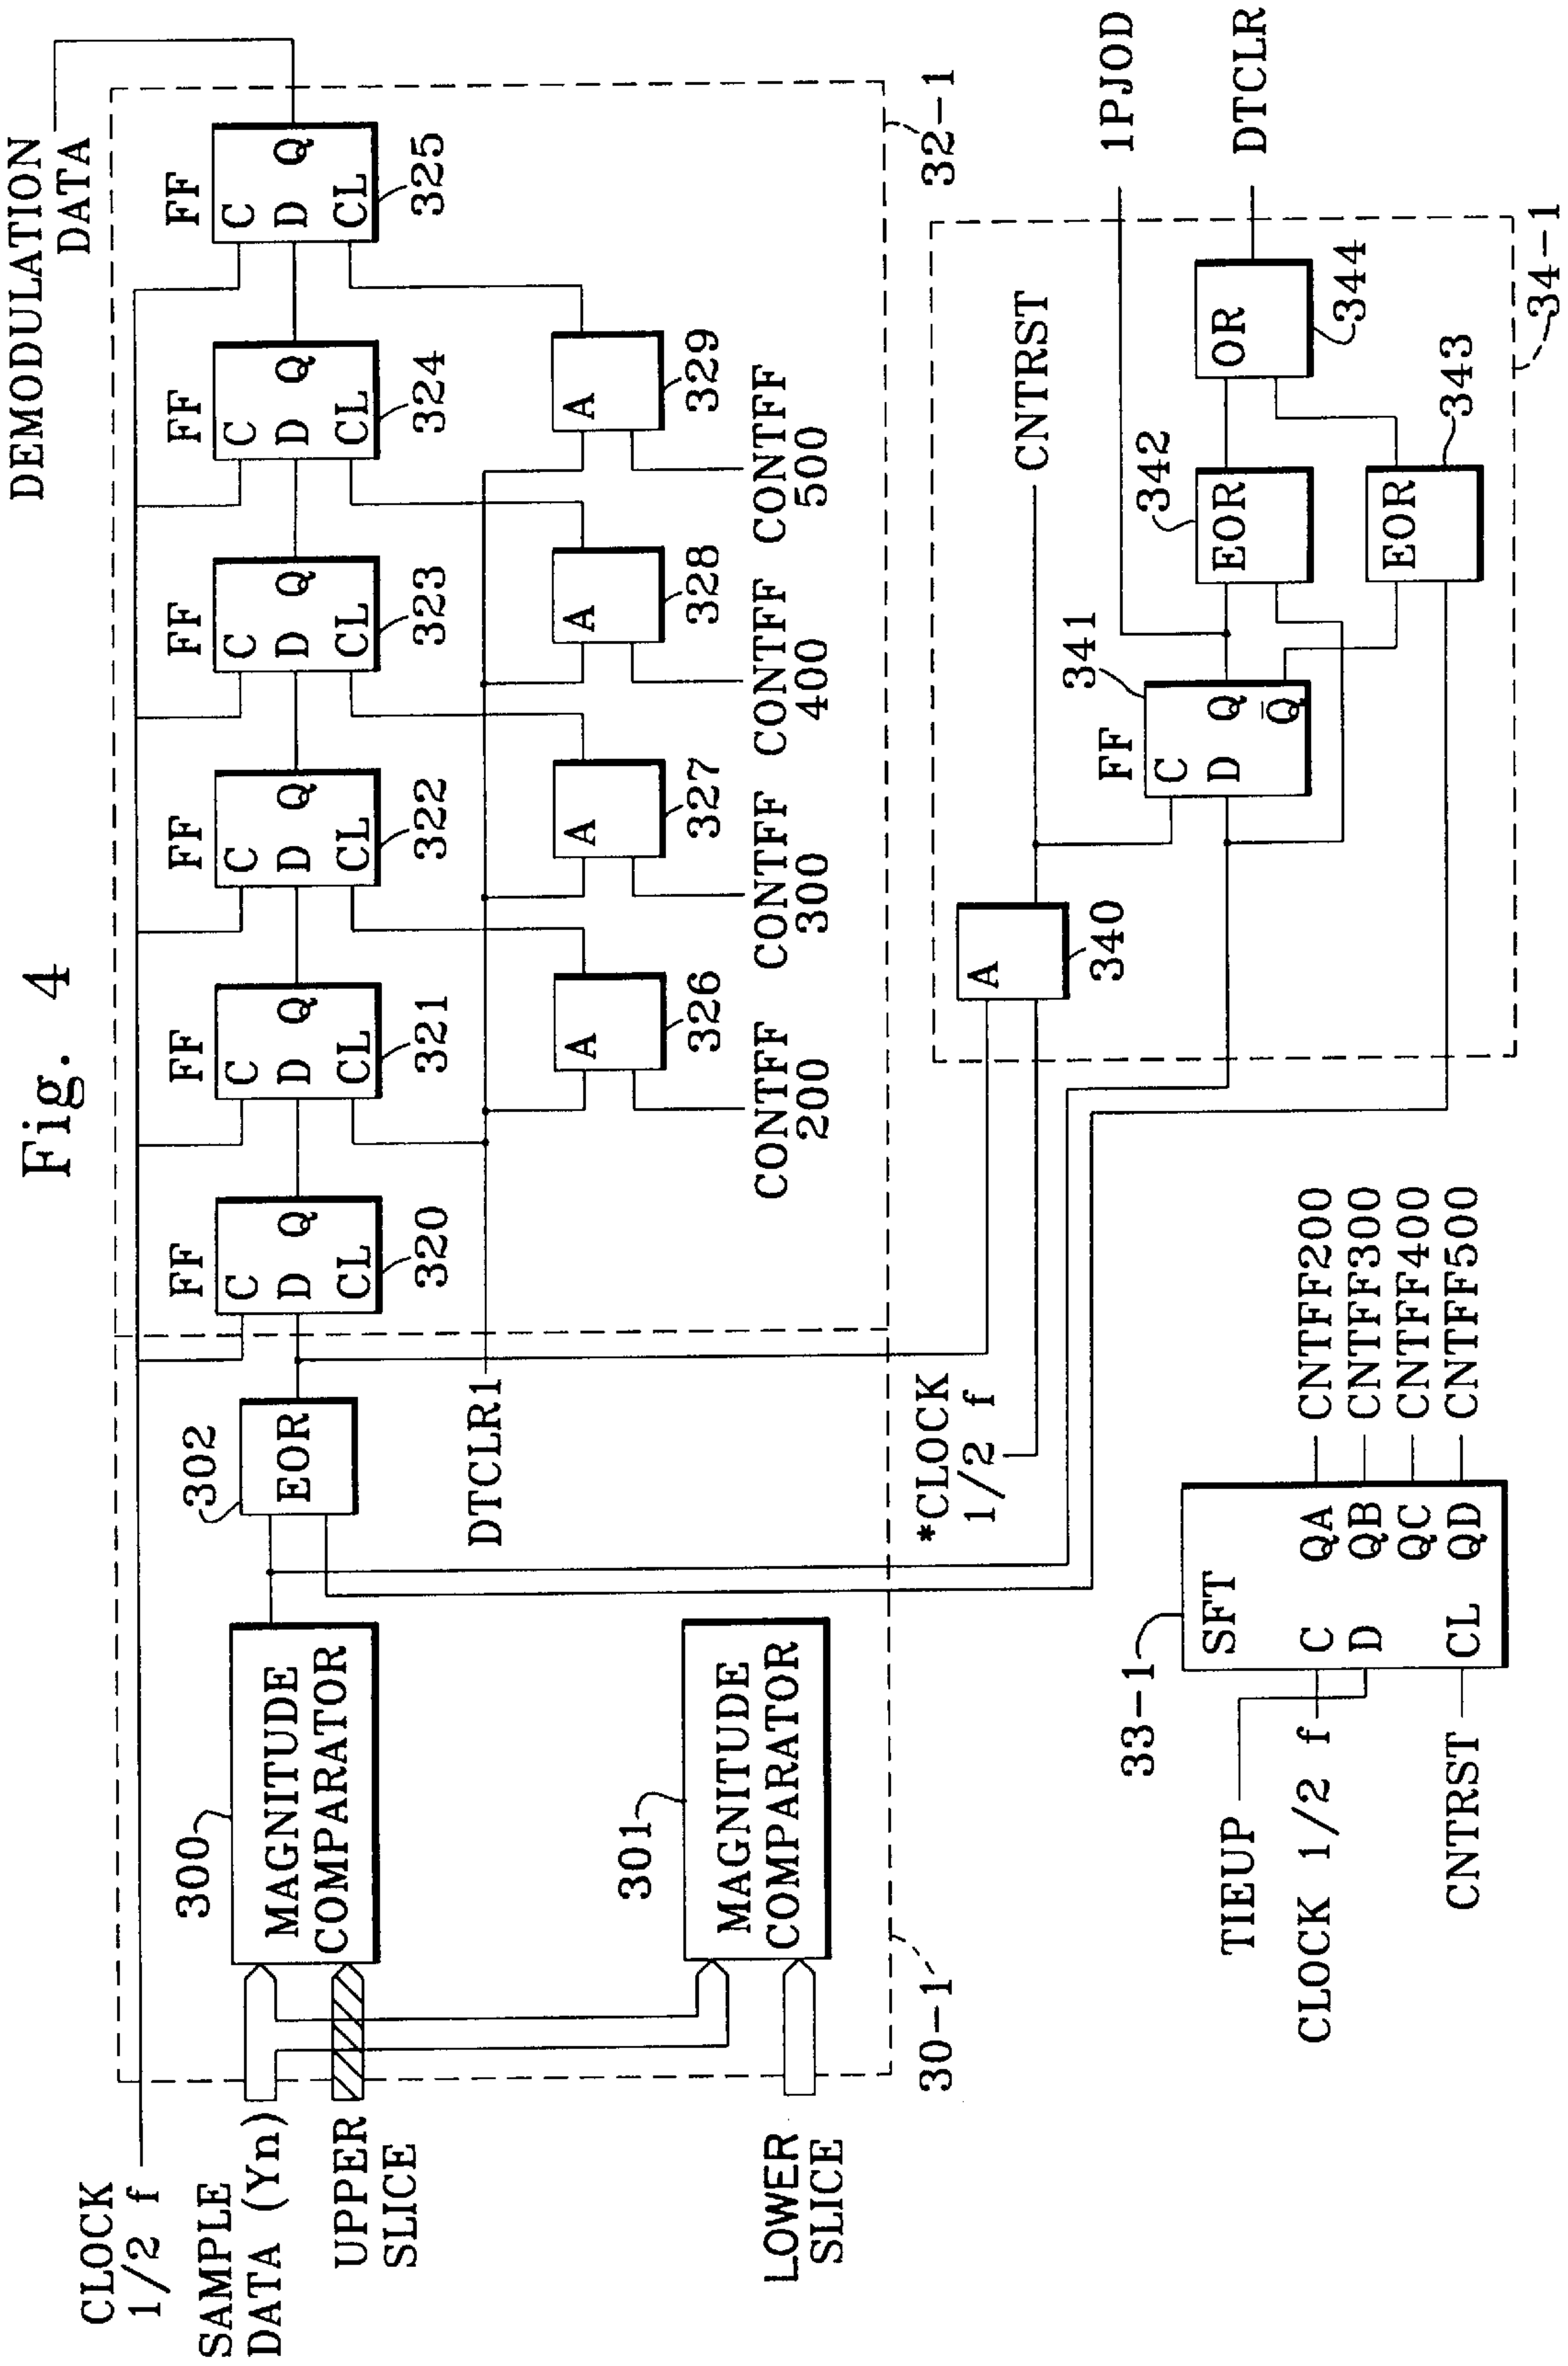 Fig. 4
DEMODULATION
DATA
CLOCK
1/2 f
SAMPLE
DATA (Yn)
UPPER
SLICE
LOWER
SLICE
300
MAGNITUDE
COMPARATOR
301
MAGNITUDE
COMPARATOR
302
EOR
30-1
FF
C
D Q
CL
320
FF
C
D Q
CL
321
FF
C
D Q
CL
322
FF
C
D Q
CL
323
FF
C
D Q
CL
324
FF
C
D Q
CL
325
DTCLR1
A
326
A
327
A
328
A
329
CONTFF
200
CONTFF
300
CONTFF
400
CONTFF
500
32-1
*CLOCK
1/2 f
A
340
CNTRST
FF
C
D Q
Q̅
341
EOR
342
EOR
343
OR
344
1PJOD
DTCLR
34-1
33-1
SFT
C QA
D QB
QC
CL QD
TIEUP
CLOCK 1/2 f
CNTRST
CNTFF200
CNTFF300
CNTFF400
CNTFF500